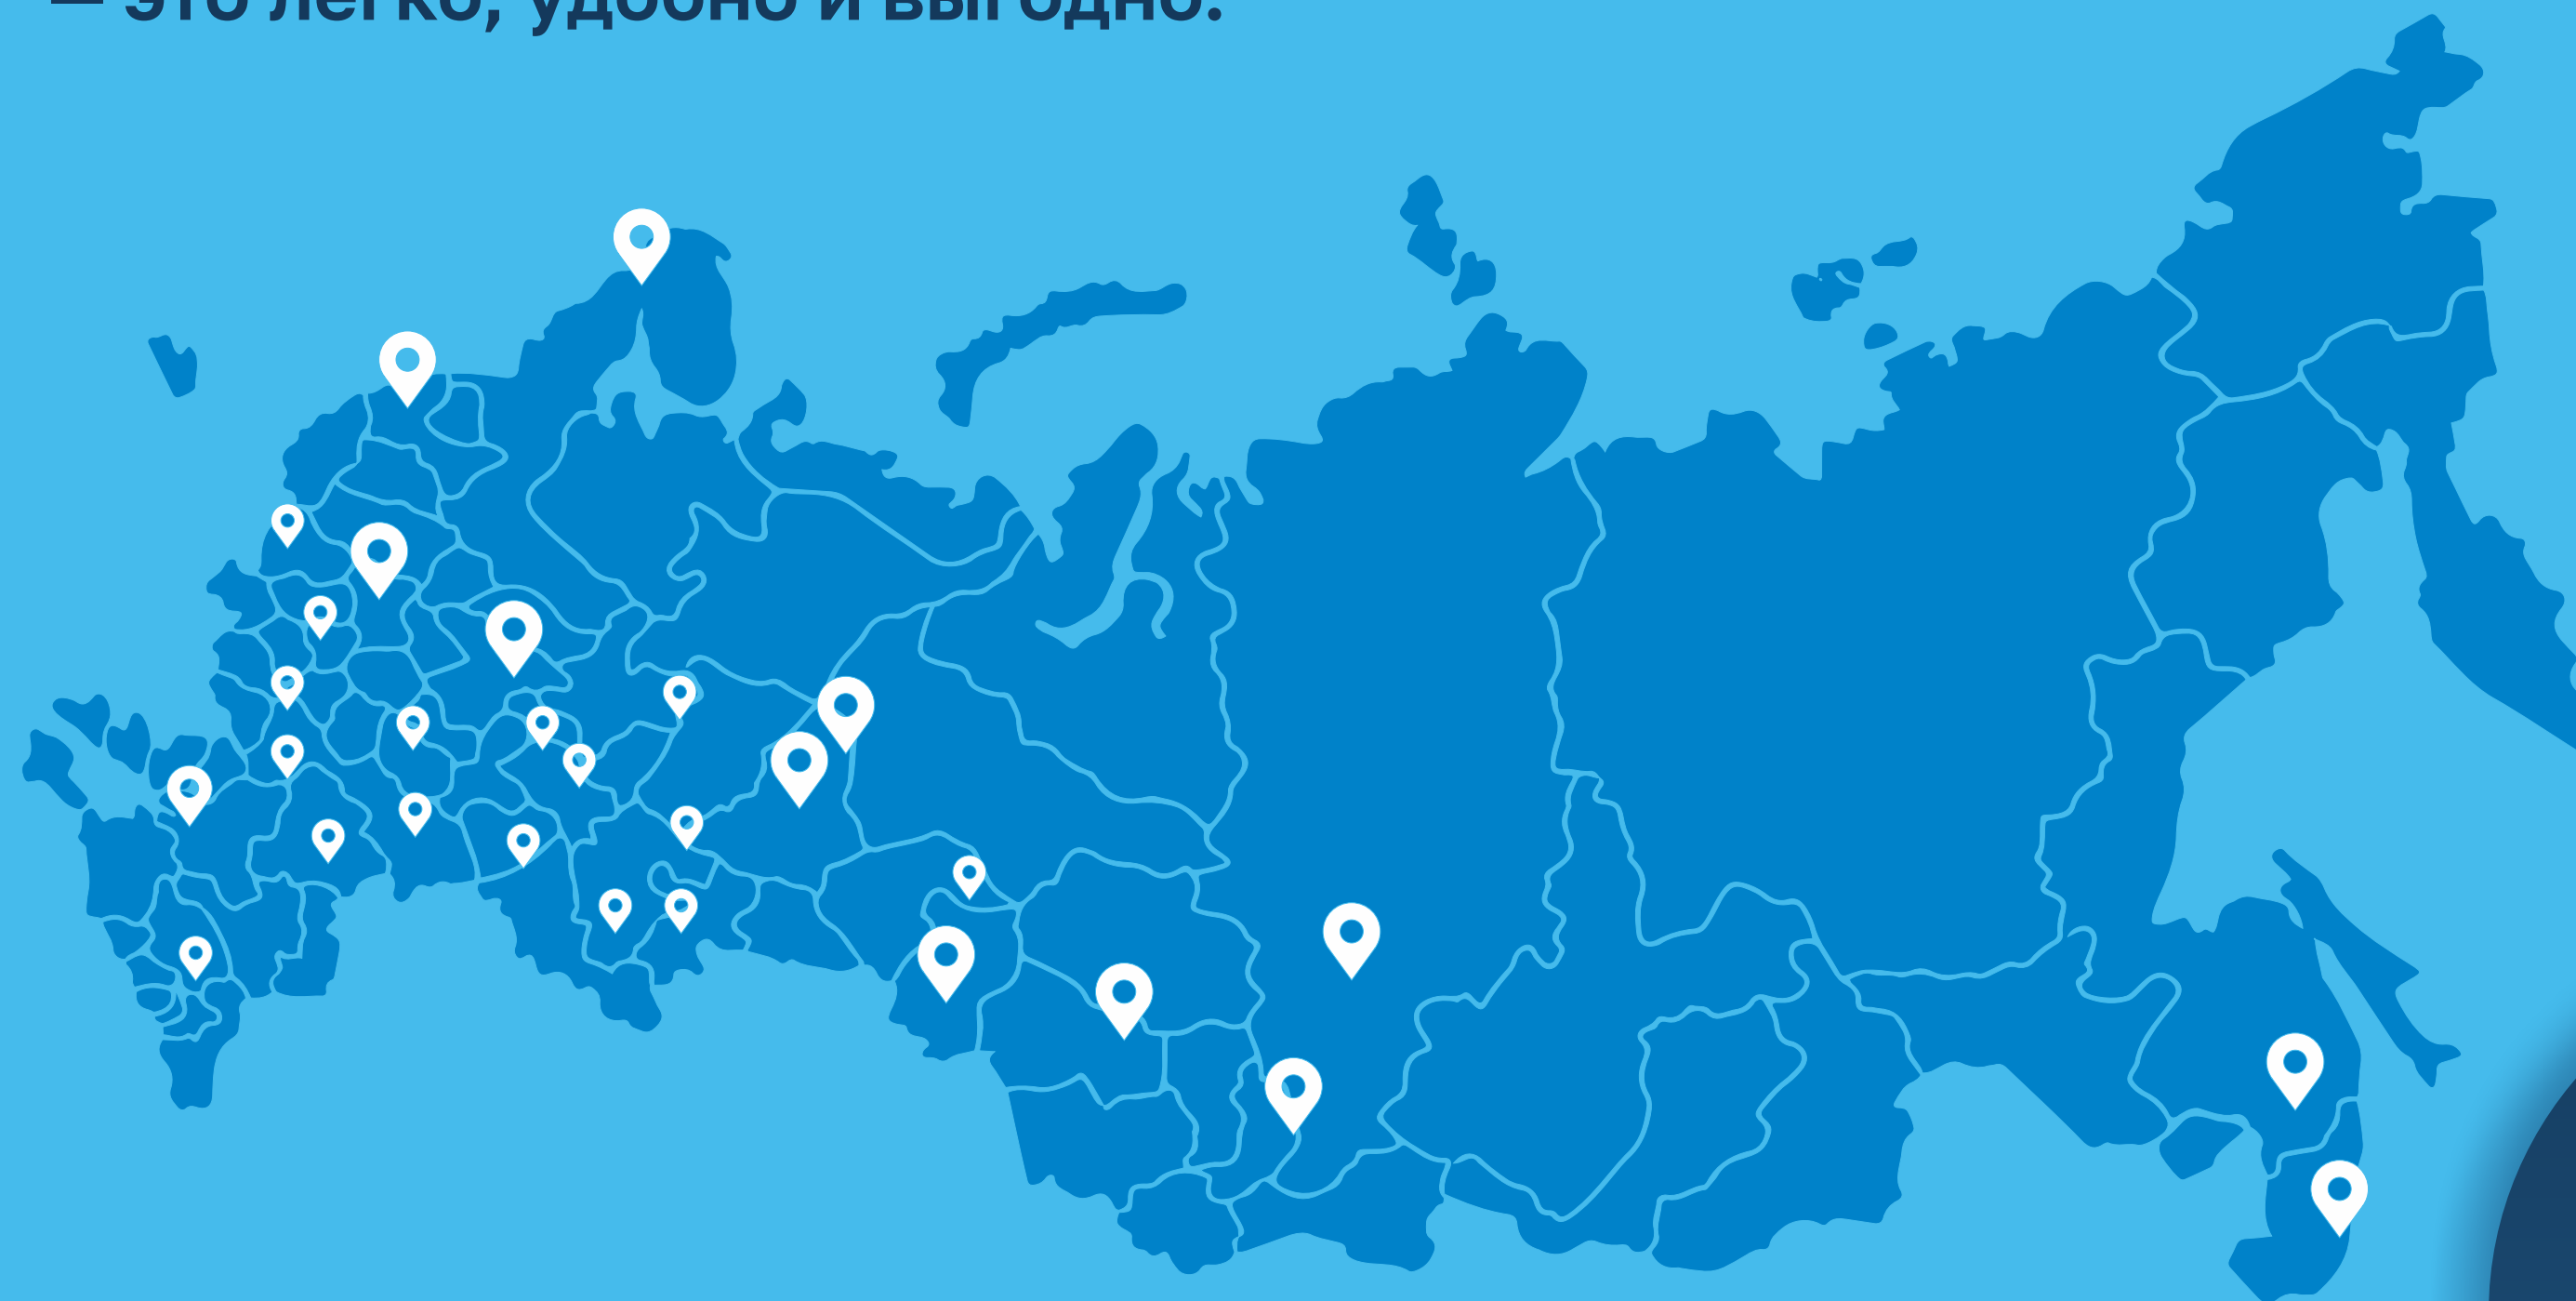 — это легко, удобно и выгодно.